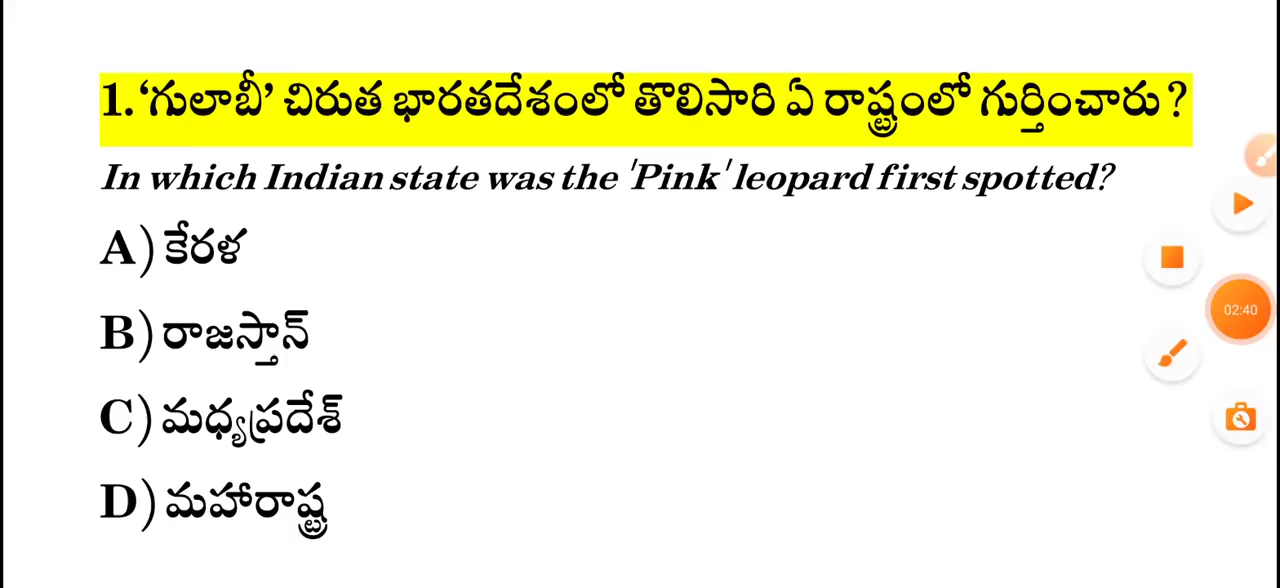 1.‘గులాబీ’ చిరుత భారతదేశంలో తొలిసారి ఏ రాష్ట్రంలో గుర్తించారు?
In which Indian state was the 'Pink' leopard first spotted?
A) కేరళ
B) రాజస్తాన్
C) మధ్యప్రదేశ్
D) మహారాష్ట్ర
02:40